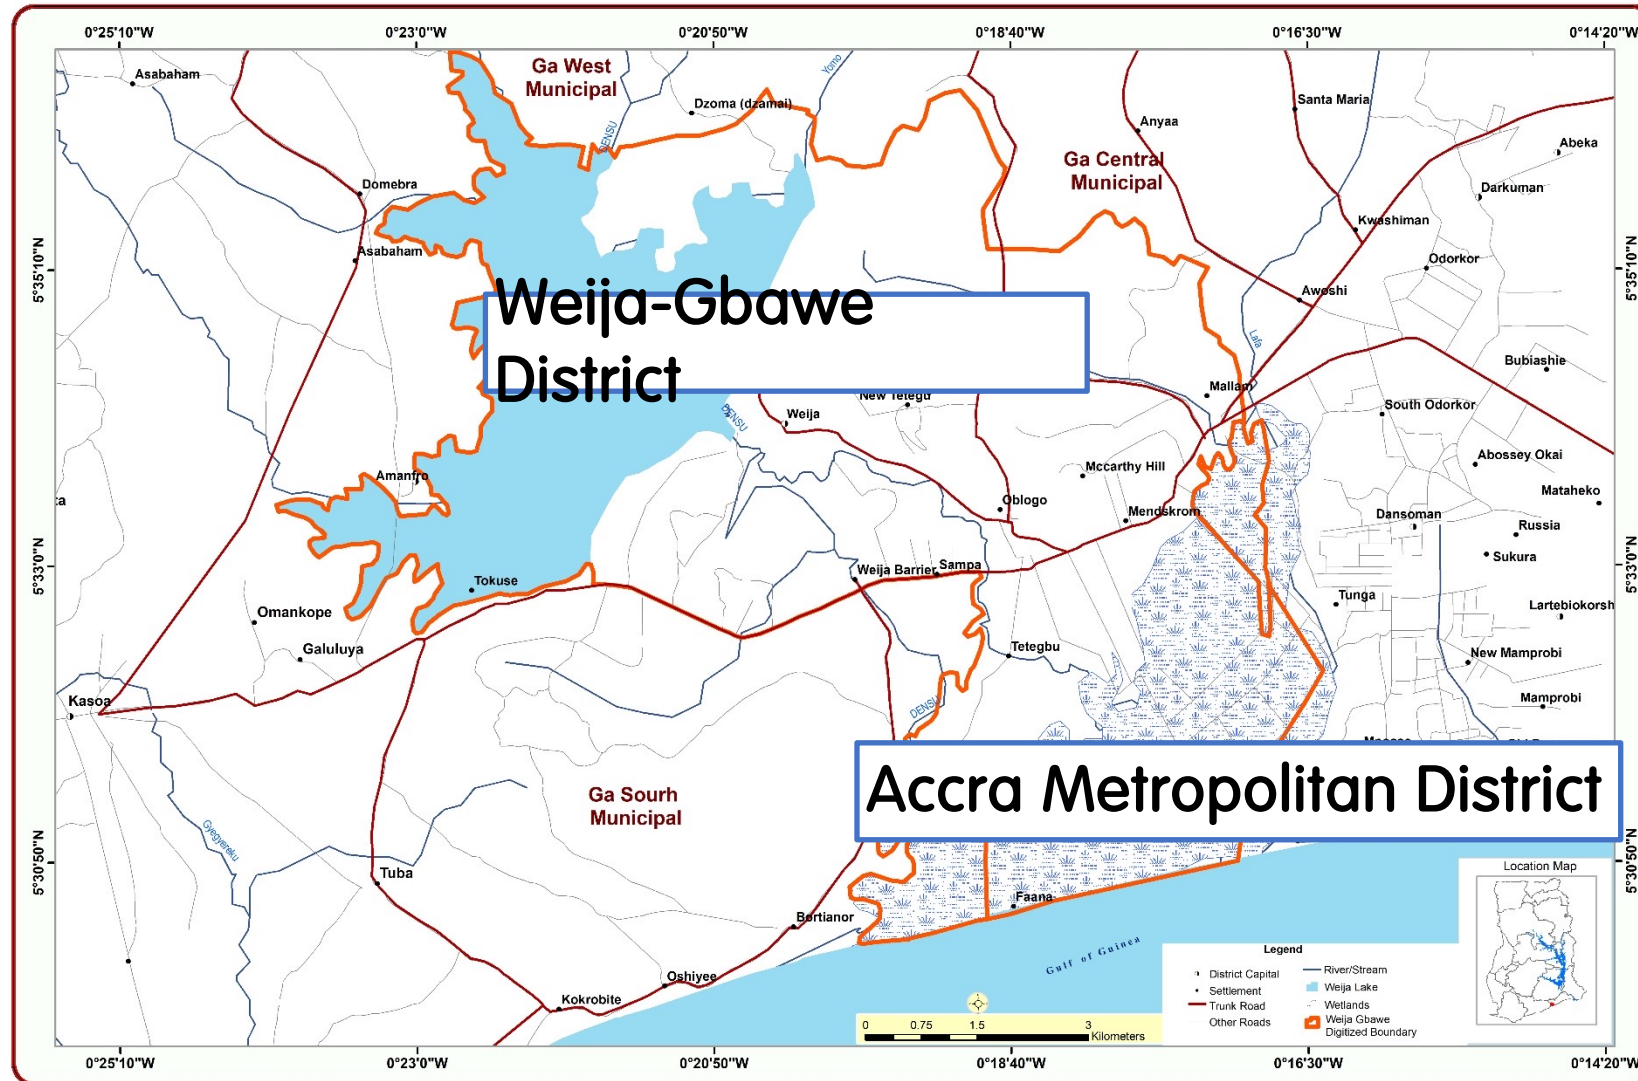 0°25'10"W
0°23'0"W
0°20'50"W
0°18'40"W
0°16'30"W
0°14'20"W
Ga West
Municipal
Asabaham
Yomo
Dzoma (dzamai)
Santa Maria
Anyaa
DENSU
Abeka
Ga Central
Municipal
Domebra
Darkuman
Kwashiman
Asabaham
Odorkor
5°35'10"N
5°35'10"N
Awoshi
Weija-Gbawe
District
Lafa
Bubiashie
Mallam
New Tetegu
South Odorkor
DENSU
Weija
Abossey Okai
Mccarthy Hill
Amanfro
Mataheko
ta
Oblogo
Mendskrom
Dansoman
Russia
5°33'0"N
5°33'0"N
Sukura
Weija Barrier
Sampa
Tokuse
Tunga
Omankope
Lartebiokorsh
Galuluya
Tetegbu
New Mamprobi
Kasoa
DENSU
Mamprobi
Accra Metropolitan District
Ga Sourh
Municipal
Gyegyereku
5°30'50"N
5°30'50"N
Tuba
Location Map
Faana
Bortianor
Gulf of Guinea
Oshiyee
Kokrobite
Legend
District Capital
Settlement
Trunk Road
Other Roads
River/Stream
Weija Lake
Wetlands
Weija Gbawe
Digitized Boundary
0 0.75 1.5 3
Kilometers
0°25'10"W
0°23'0"W
0°20'50"W
0°18'40"W
0°16'30"W
0°14'20"W